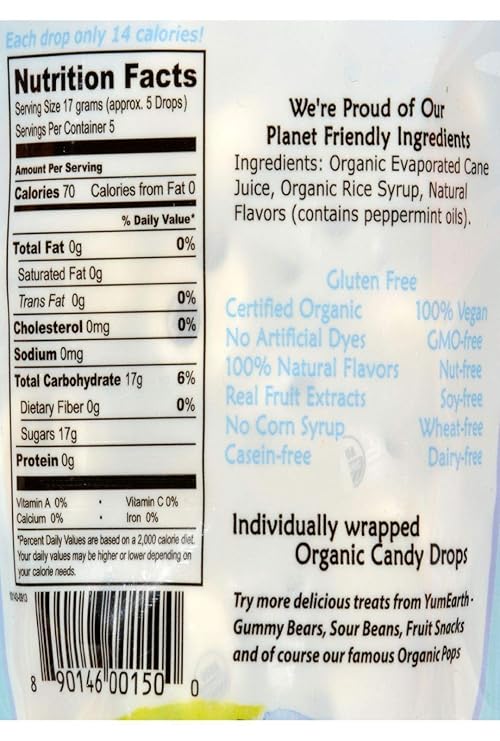 Each drop only 14 calories!
Nutrition Facts
Serving Size 17 grams (approx. 5 Drops)
Servings Per Container 5
Amount Per Serving
Calories 70 Calories from Fat 0
% Daily Value*
Total Fat 0g 0%
Saturated Fat 0g
Trans Fat 0g 0%
Cholesterol 0mg 0%
Sodium 0mg
Total Carbohydrate 17g 6%
Dietary Fiber 0g 0%
Sugars 17g
Protein 0g
Vitamin A 0% • Vitamin C 0%
Calcium 0% • Iron 0%
*Percent Daily Values are based on a 2,000 calorie diet.
Your daily values may be higher or lower depending on
your calorie needs.
8 90146 00150 0
We're Proud of Our
Planet Friendly Ingredients
Ingredients: Organic Evaporated Cane
Juice, Organic Rice Syrup, Natural
Flavors (contains peppermint oils).
Gluten Free
Certified Organic 100% Vegan
No Artificial Dyes GMO-free
100% Natural Flavors Nut-free
Real Fruit Extracts Soy-free
No Corn Syrup Wheat-free
Casein-free Dairy-free
Individually wrapped
Organic Candy Drops
Try more delicious treats from YumEarth -
Gummy Bears, Sour Beans, Fruit Snacks
and of course our famous Organic Pops